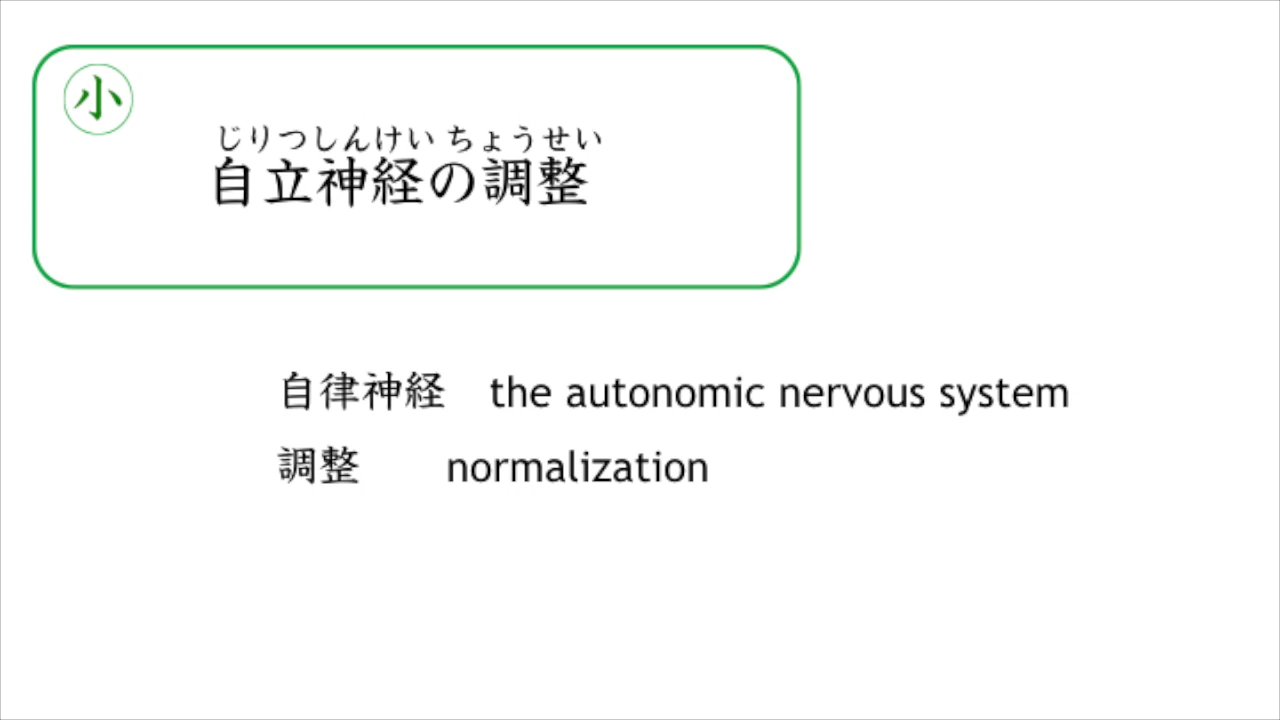 小
じりつしんけい ちょうせい
自立神経の調整
自律神経 the autonomic nervous system
調整 normalization